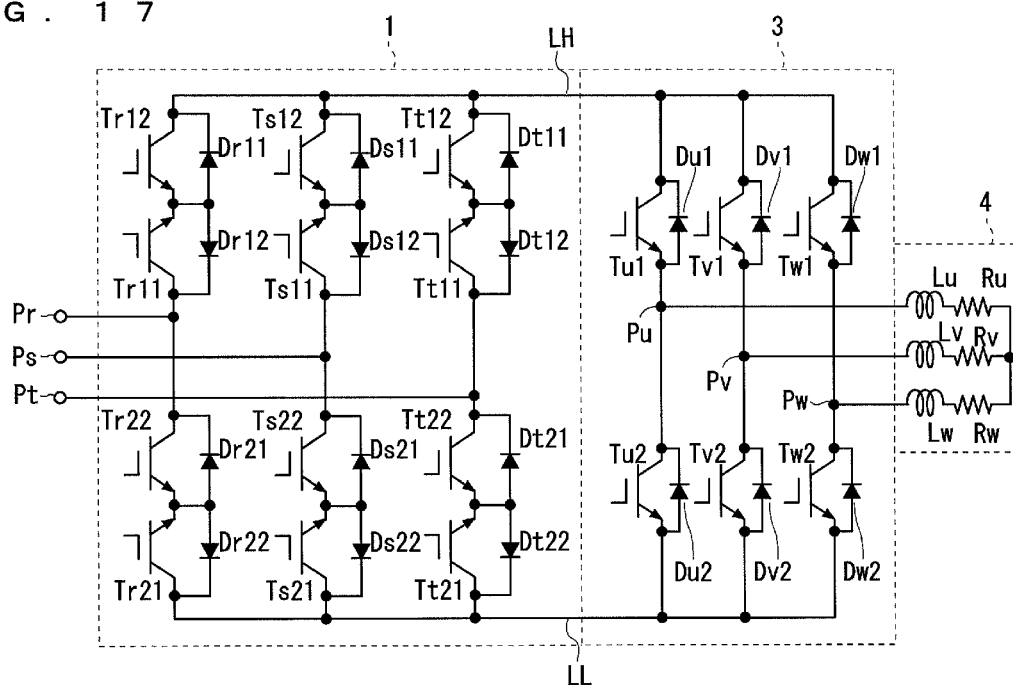 G. 17
1
LH
3
Tr12
Dr11
Ts12
Ds11
Tt12
Dt11
Du1
Dv1
Dw1
4
Dr12
Ds12
Dt12
Tr11
Ts11
Tt11
Tu1
Tv1
Tw1
Lu
Ru
Pr
Pu
Lv
Rv
Ps
Pv
Pt
Pw
Lw
Rw
Tr22
Dr21
Ts22
Ds21
Tt22
Dt21
Tu2
Tv2
Tw2
Dr22
Ds22
Dt22
Du2
Dv2
Dw2
Tr21
Ts21
Tt21
LL